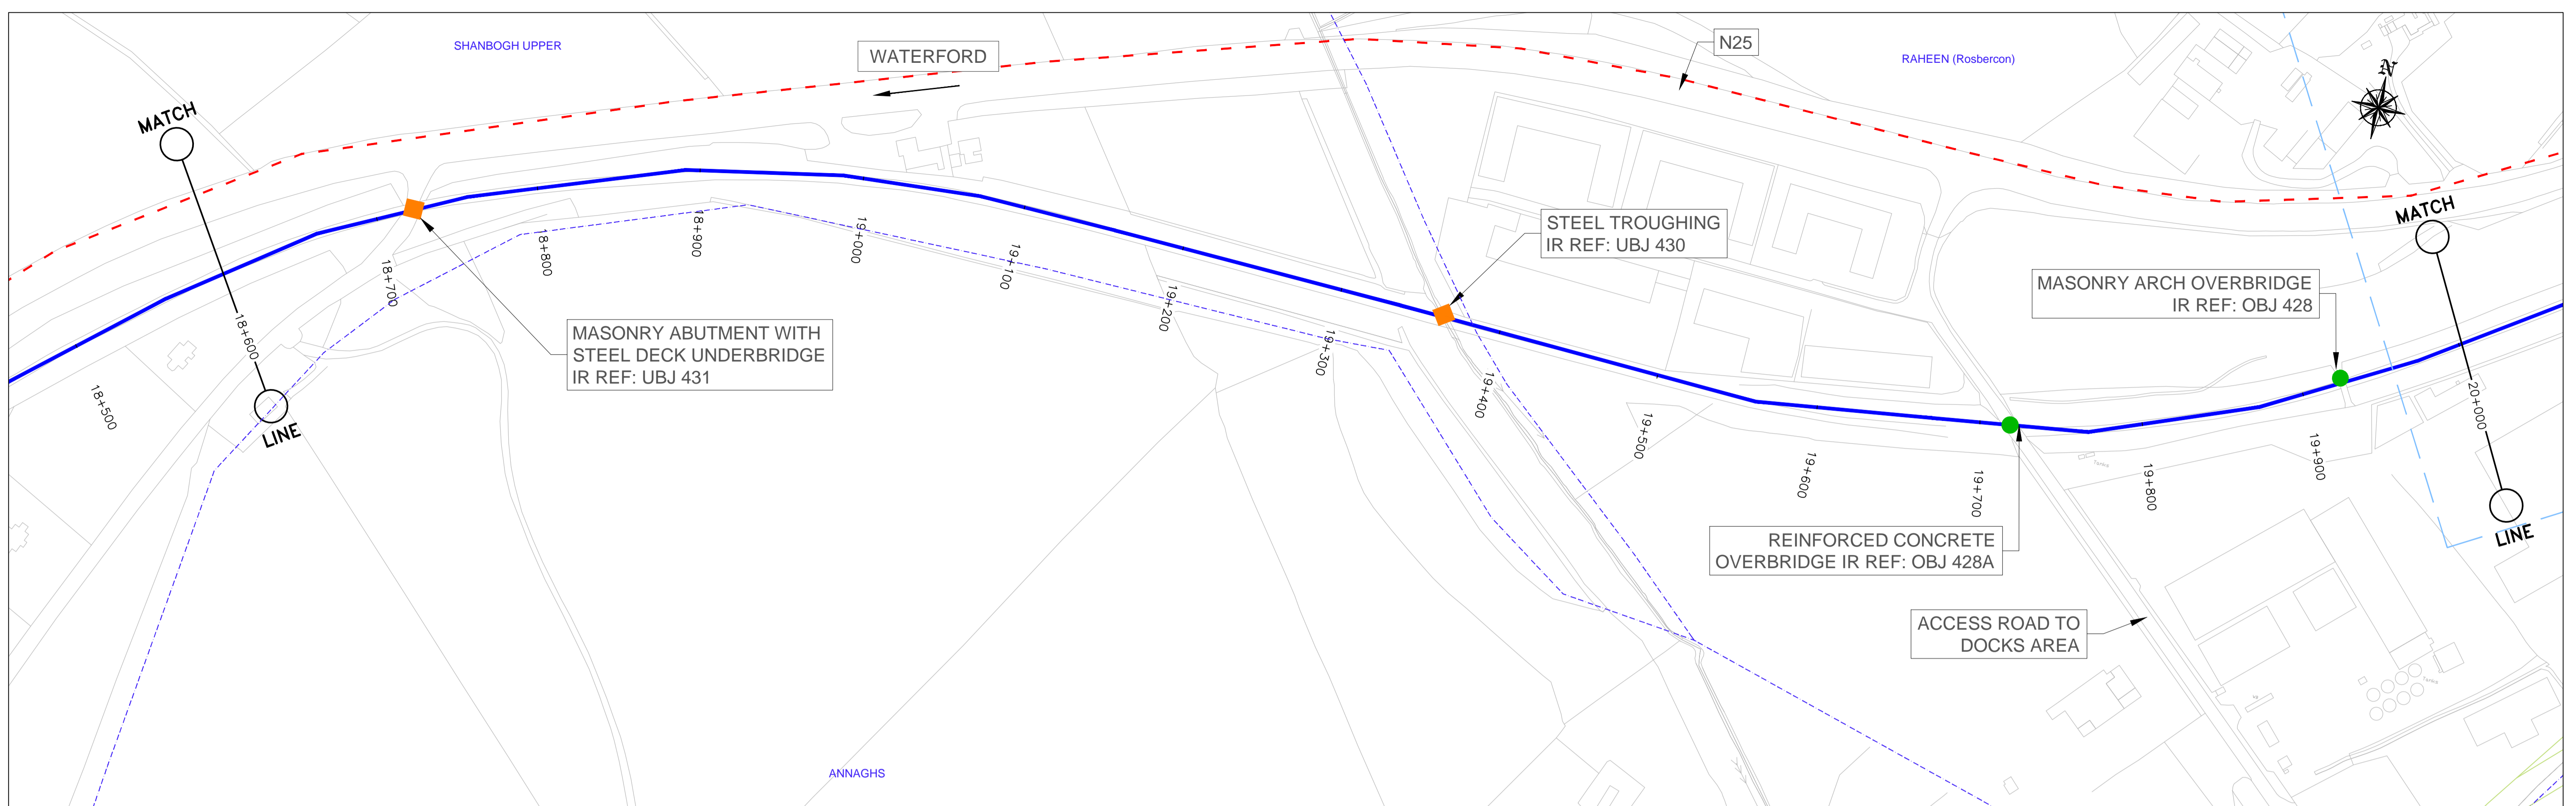 SHANBOGH UPPER
WATERFORD
N25
RAHEEN (Rosbercon)
N
MATCH
18+600
LINE
18+500
18+700
18+800
18+900
19+000
19+100
19+200
19+300
19+400
19+500
19+600
19+700
19+800
19+900
MATCH
20+000
LINE
MASONRY ABUTMENT WITH
STEEL DECK UNDERBRIDGE
IR REF: UBJ 431
STEEL TROUGHING
IR REF: UBJ 430
MASONRY ARCH OVERBRIDGE
IR REF: OBJ 428
REINFORCED CONCRETE
OVERBRIDGE IR REF: OBJ 428A
ACCESS ROAD TO
DOCKS AREA
ANNAGHS